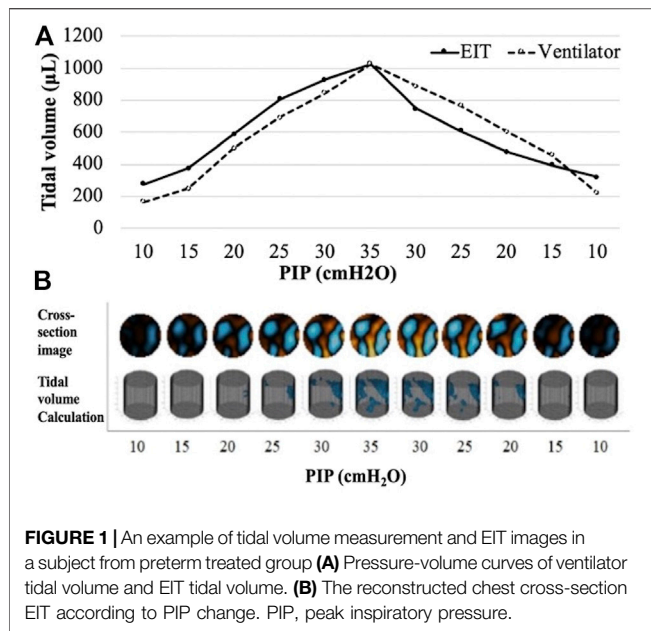 A
1200
1000
800
600
400
200
0
Tidal volume (µL)
EIT Ventilator
10 15 20 25 30 35 30 25 20 15 10
PIP (cmH2O)
B
Cross-
section
image
Tidal
volume
Calculation
10 15 20 25 30 35 30 25 20 15 10
PIP (cmH₂O)
FIGURE 1 | An example of tidal volume measurement and EIT images in
a subject from preterm treated group (A) Pressure-volume curves of ventilator
tidal volume and EIT tidal volume. (B) The reconstructed chest cross-section
EIT according to PIP change. PIP, peak inspiratory pressure.